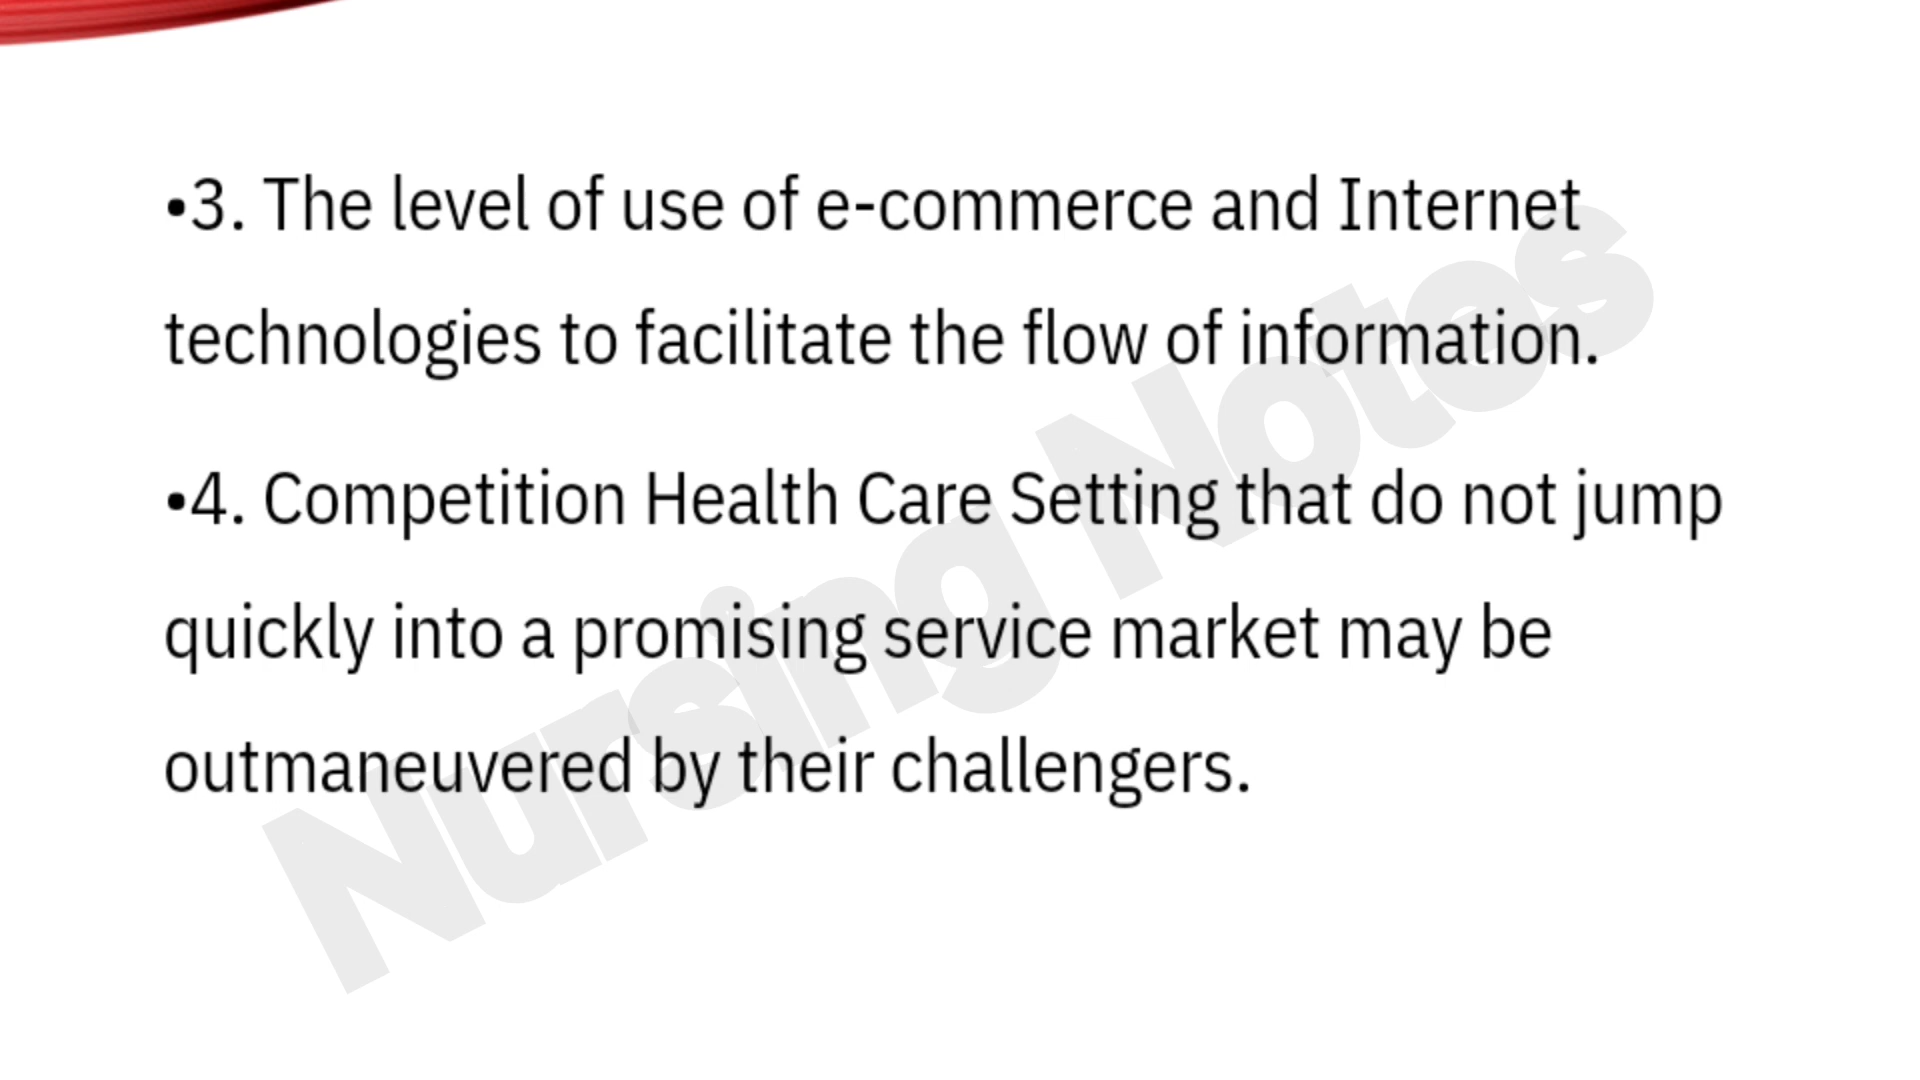 •3. The level of use of e-commerce and Internet
technologies to facilitate the flow of information.
•4. Competition Health Care Setting that do not jump
quickly into a promising service market may be
outmaneuvered by their challengers.
Nursing Notes